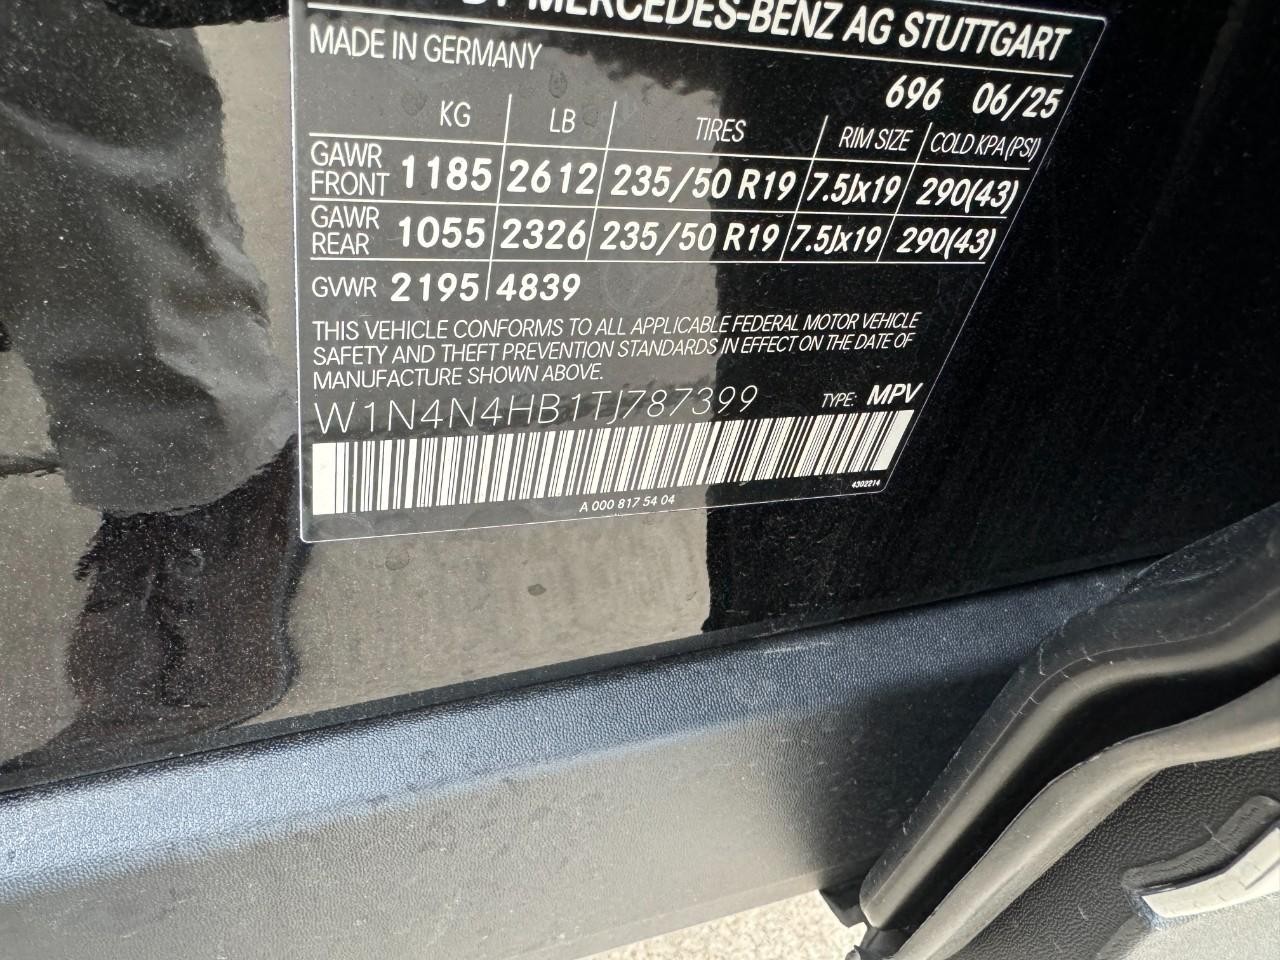 BY MERCEDES-BENZ AG STUTTGART
MADE IN GERMANY
696 06/25
KG LB TIRES RIM SIZE COLD KPA (PSI)
GAWR FRONT 1185 2612 235/50 R19 7.5Jx19 290(43)
GAWR REAR 1055 2326 235/50 R19 7.5Jx19 290(43)
GVWR 2195 4839
THIS VEHICLE CONFORMS TO ALL APPLICABLE FEDERAL MOTOR VEHICLE
SAFETY AND THEFT PREVENTION STANDARDS IN EFFECT ON THE DATE OF
MANUFACTURE SHOWN ABOVE.
W1N4N4HB1TJ787399 TYPE: MPV
4302214
A 000 817 54 04